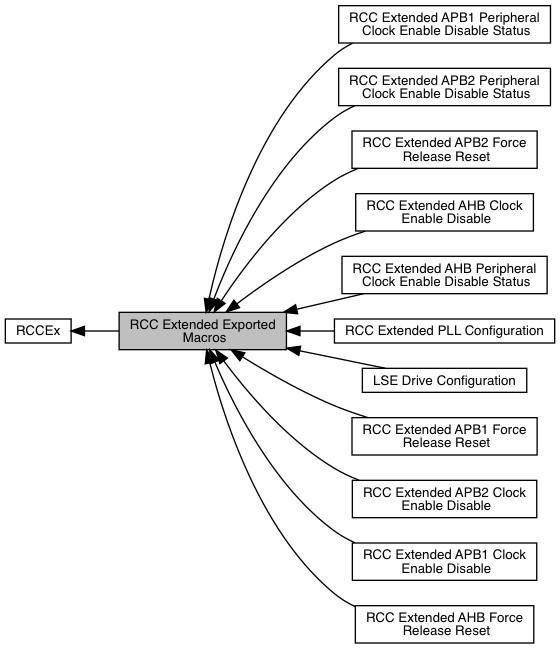 RCC Extended APB1 Peripheral
Clock Enable Disable Status
RCC Extended APB2 Peripheral
Clock Enable Disable Status
RCC Extended APB2 Force
Release Reset
RCC Extended AHB Clock
Enable Disable
RCC Extended AHB Peripheral
Clock Enable Disable Status
RCCEx
RCC Extended Exported
Macros
RCC Extended PLL Configuration
LSE Drive Configuration
RCC Extended APB1 Force
Release Reset
RCC Extended APB2 Clock
Enable Disable
RCC Extended APB1 Clock
Enable Disable
RCC Extended AHB Force
Release Reset